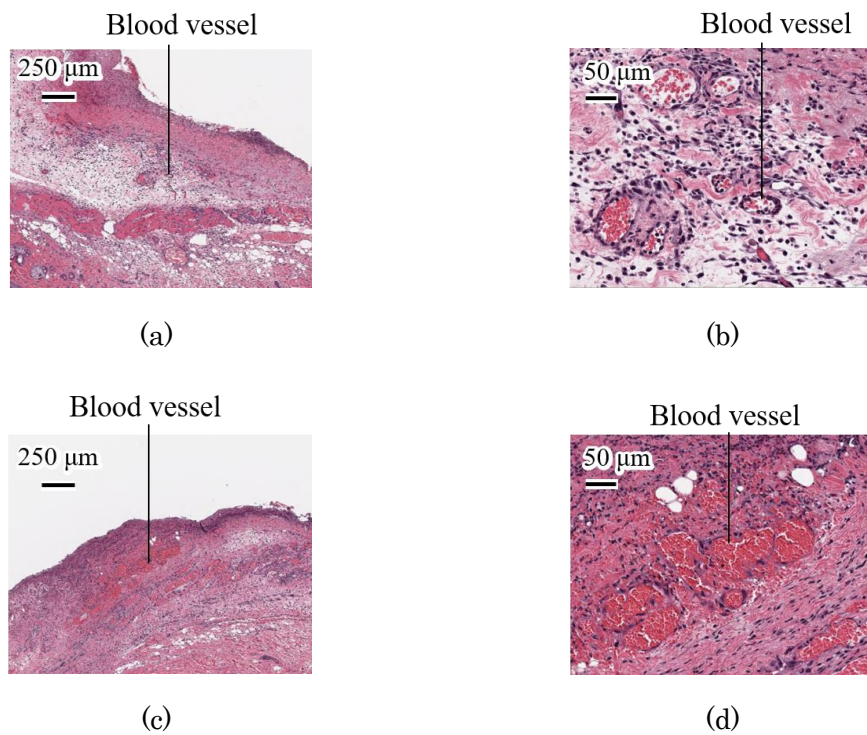 Blood vessel
250 μm
(a)
Blood vessel
50 μm
(b)
Blood vessel
250 μm
(c)
Blood vessel
50 μm
(d)